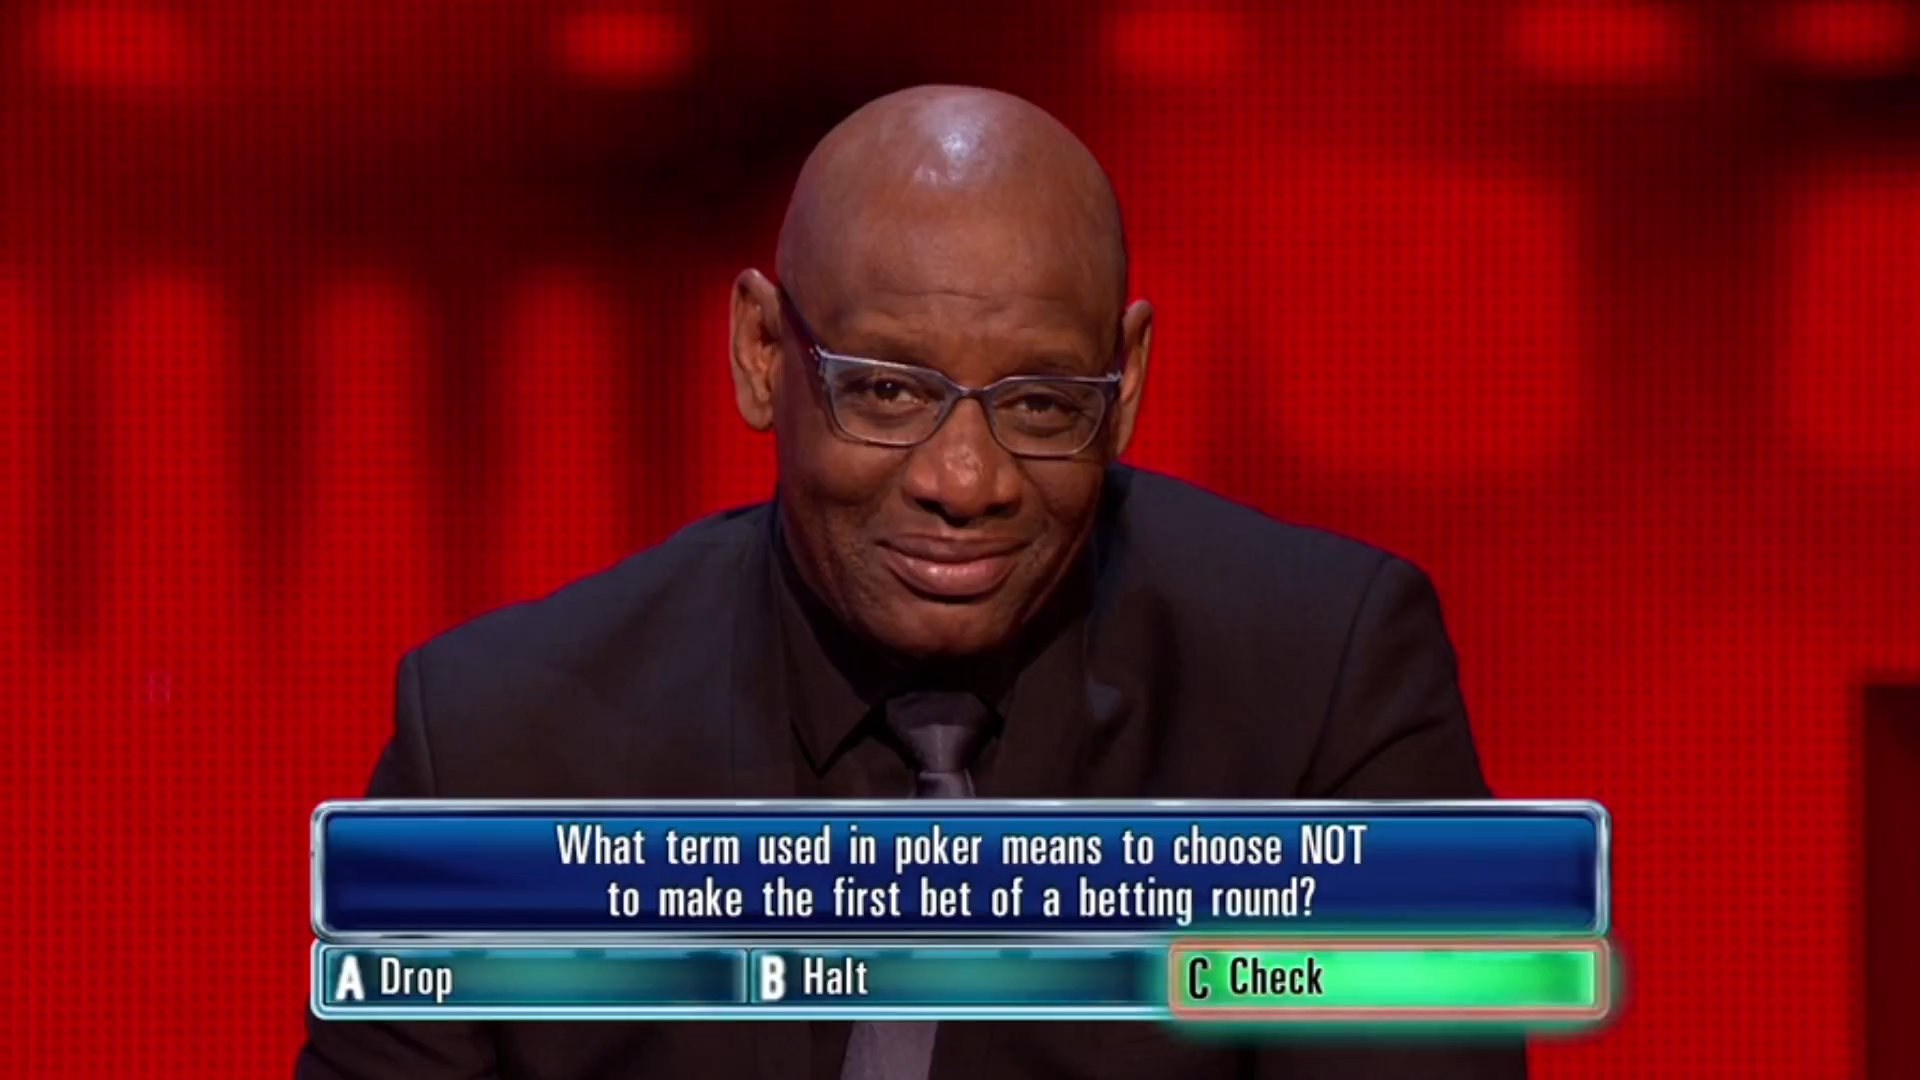 What term used in poker means to choose NOT
to make the first bet of a betting round?
A Drop
B Halt
C Check